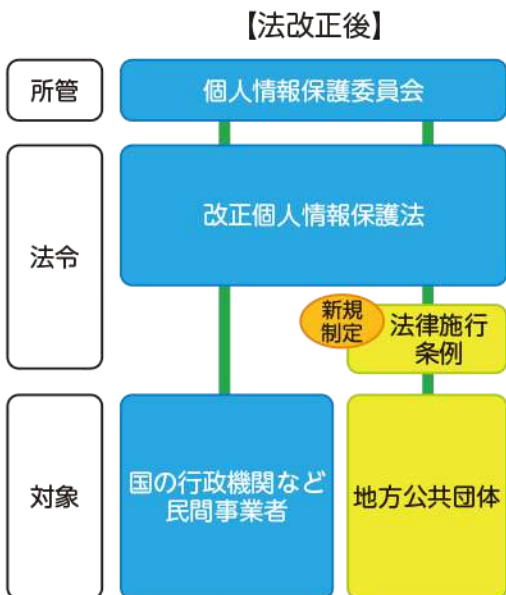 【法改正後】
所管
個人情報保護委員会
法令
改正個人情報保護法
新規
制定
法律施行
条例
対象
国の行政機関など
民間事業者
地方公共団体